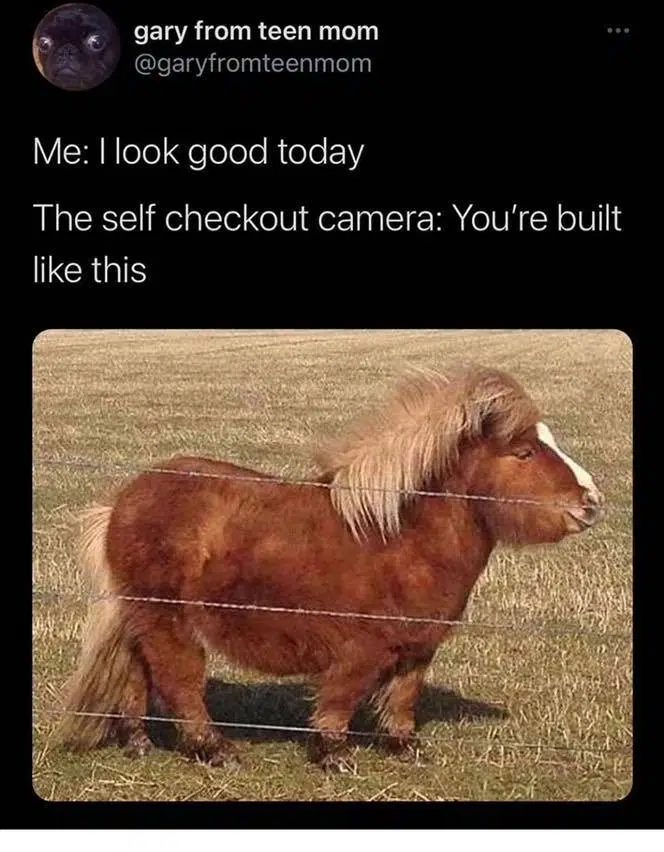 gary from teen mom
@garyfromteenmom
Me: I look good today
The self checkout camera: You're built
like this